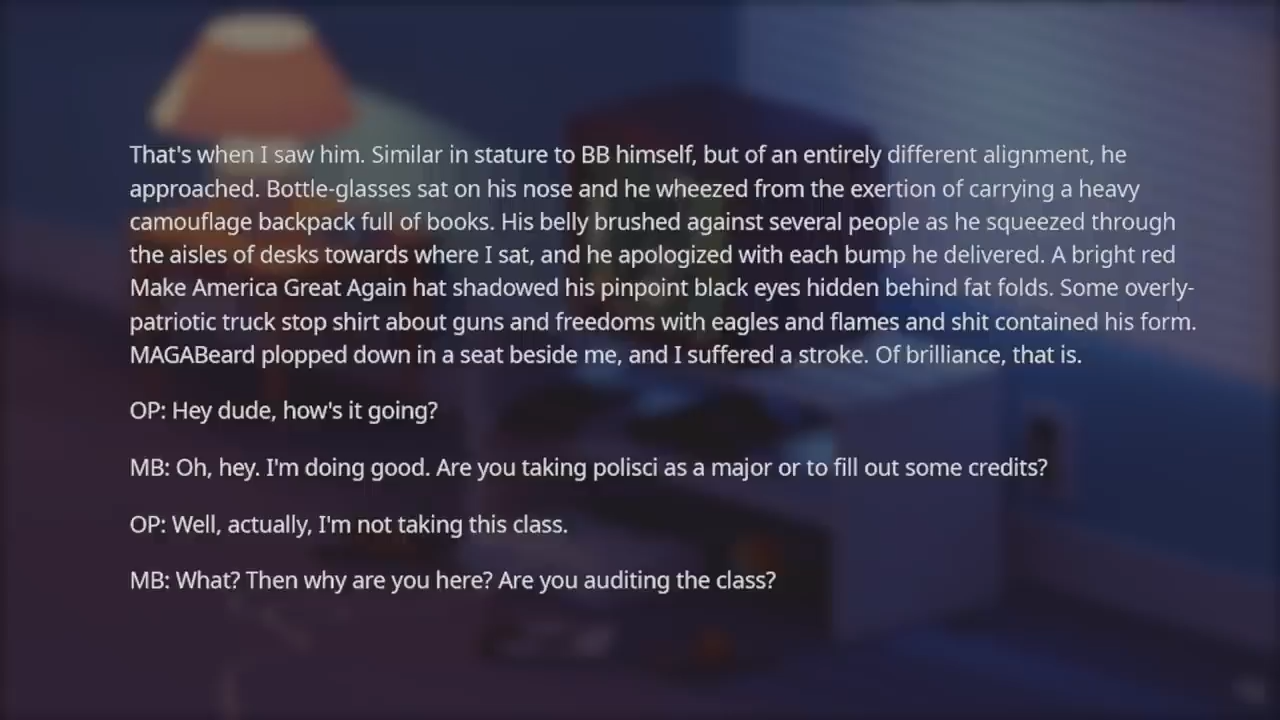 That's when I saw him. Similar in stature to BB himself, but of an entirely different alignment, he
approached. Bottle-glasses sat on his nose and he wheezed from the exertion of carrying a heavy
camouflage backpack full of books. His belly brushed against several people as he squeezed through
the aisles of desks towards where I sat, and he apologized with each bump he delivered. A bright red
Make America Great Again hat shadowed his pinpoint black eyes hidden behind fat folds. Some overly-
patriotic truck stop shirt about guns and freedoms with eagles and flames and shit contained his form.
MAGABeard plopped down in a seat beside me, and I suffered a stroke. Of brilliance, that is.
OP: Hey dude, how's it going?
MB: Oh, hey. I'm doing good. Are you taking polisci as a major or to fill out some credits?
OP: Well, actually, I'm not taking this class.
MB: What? Then why are you here? Are you auditing the class?